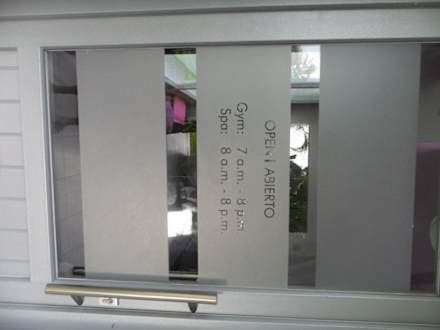 OPEN / ABIERTO
Gym: 7 a.m. - 8 p.m
Spa: 8 a.m. - 8 p.m.